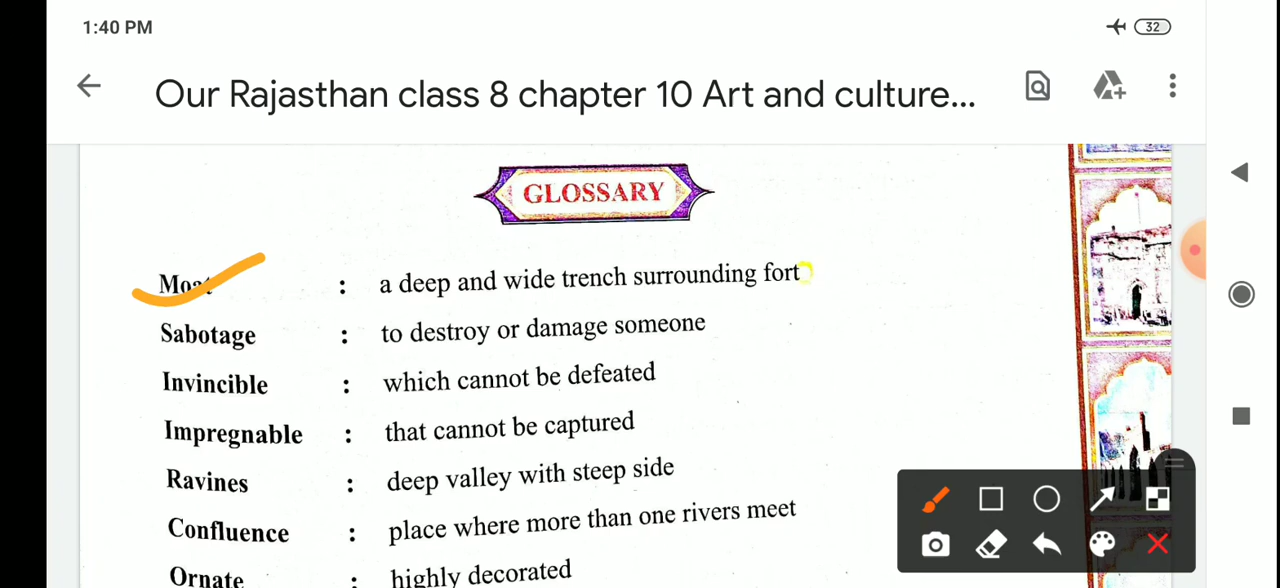 1:40 PM
32
Our Rajasthan class 8 chapter 10 Art and culture...
GLOSSARY
Moat : a deep and wide trench surrounding fort
Sabotage : to destroy or damage someone
Invincible : which cannot be defeated
Impregnable : that cannot be captured
Ravines : deep valley with steep side
Confluence : place where more than one rivers meet
Ornate : highly decorated